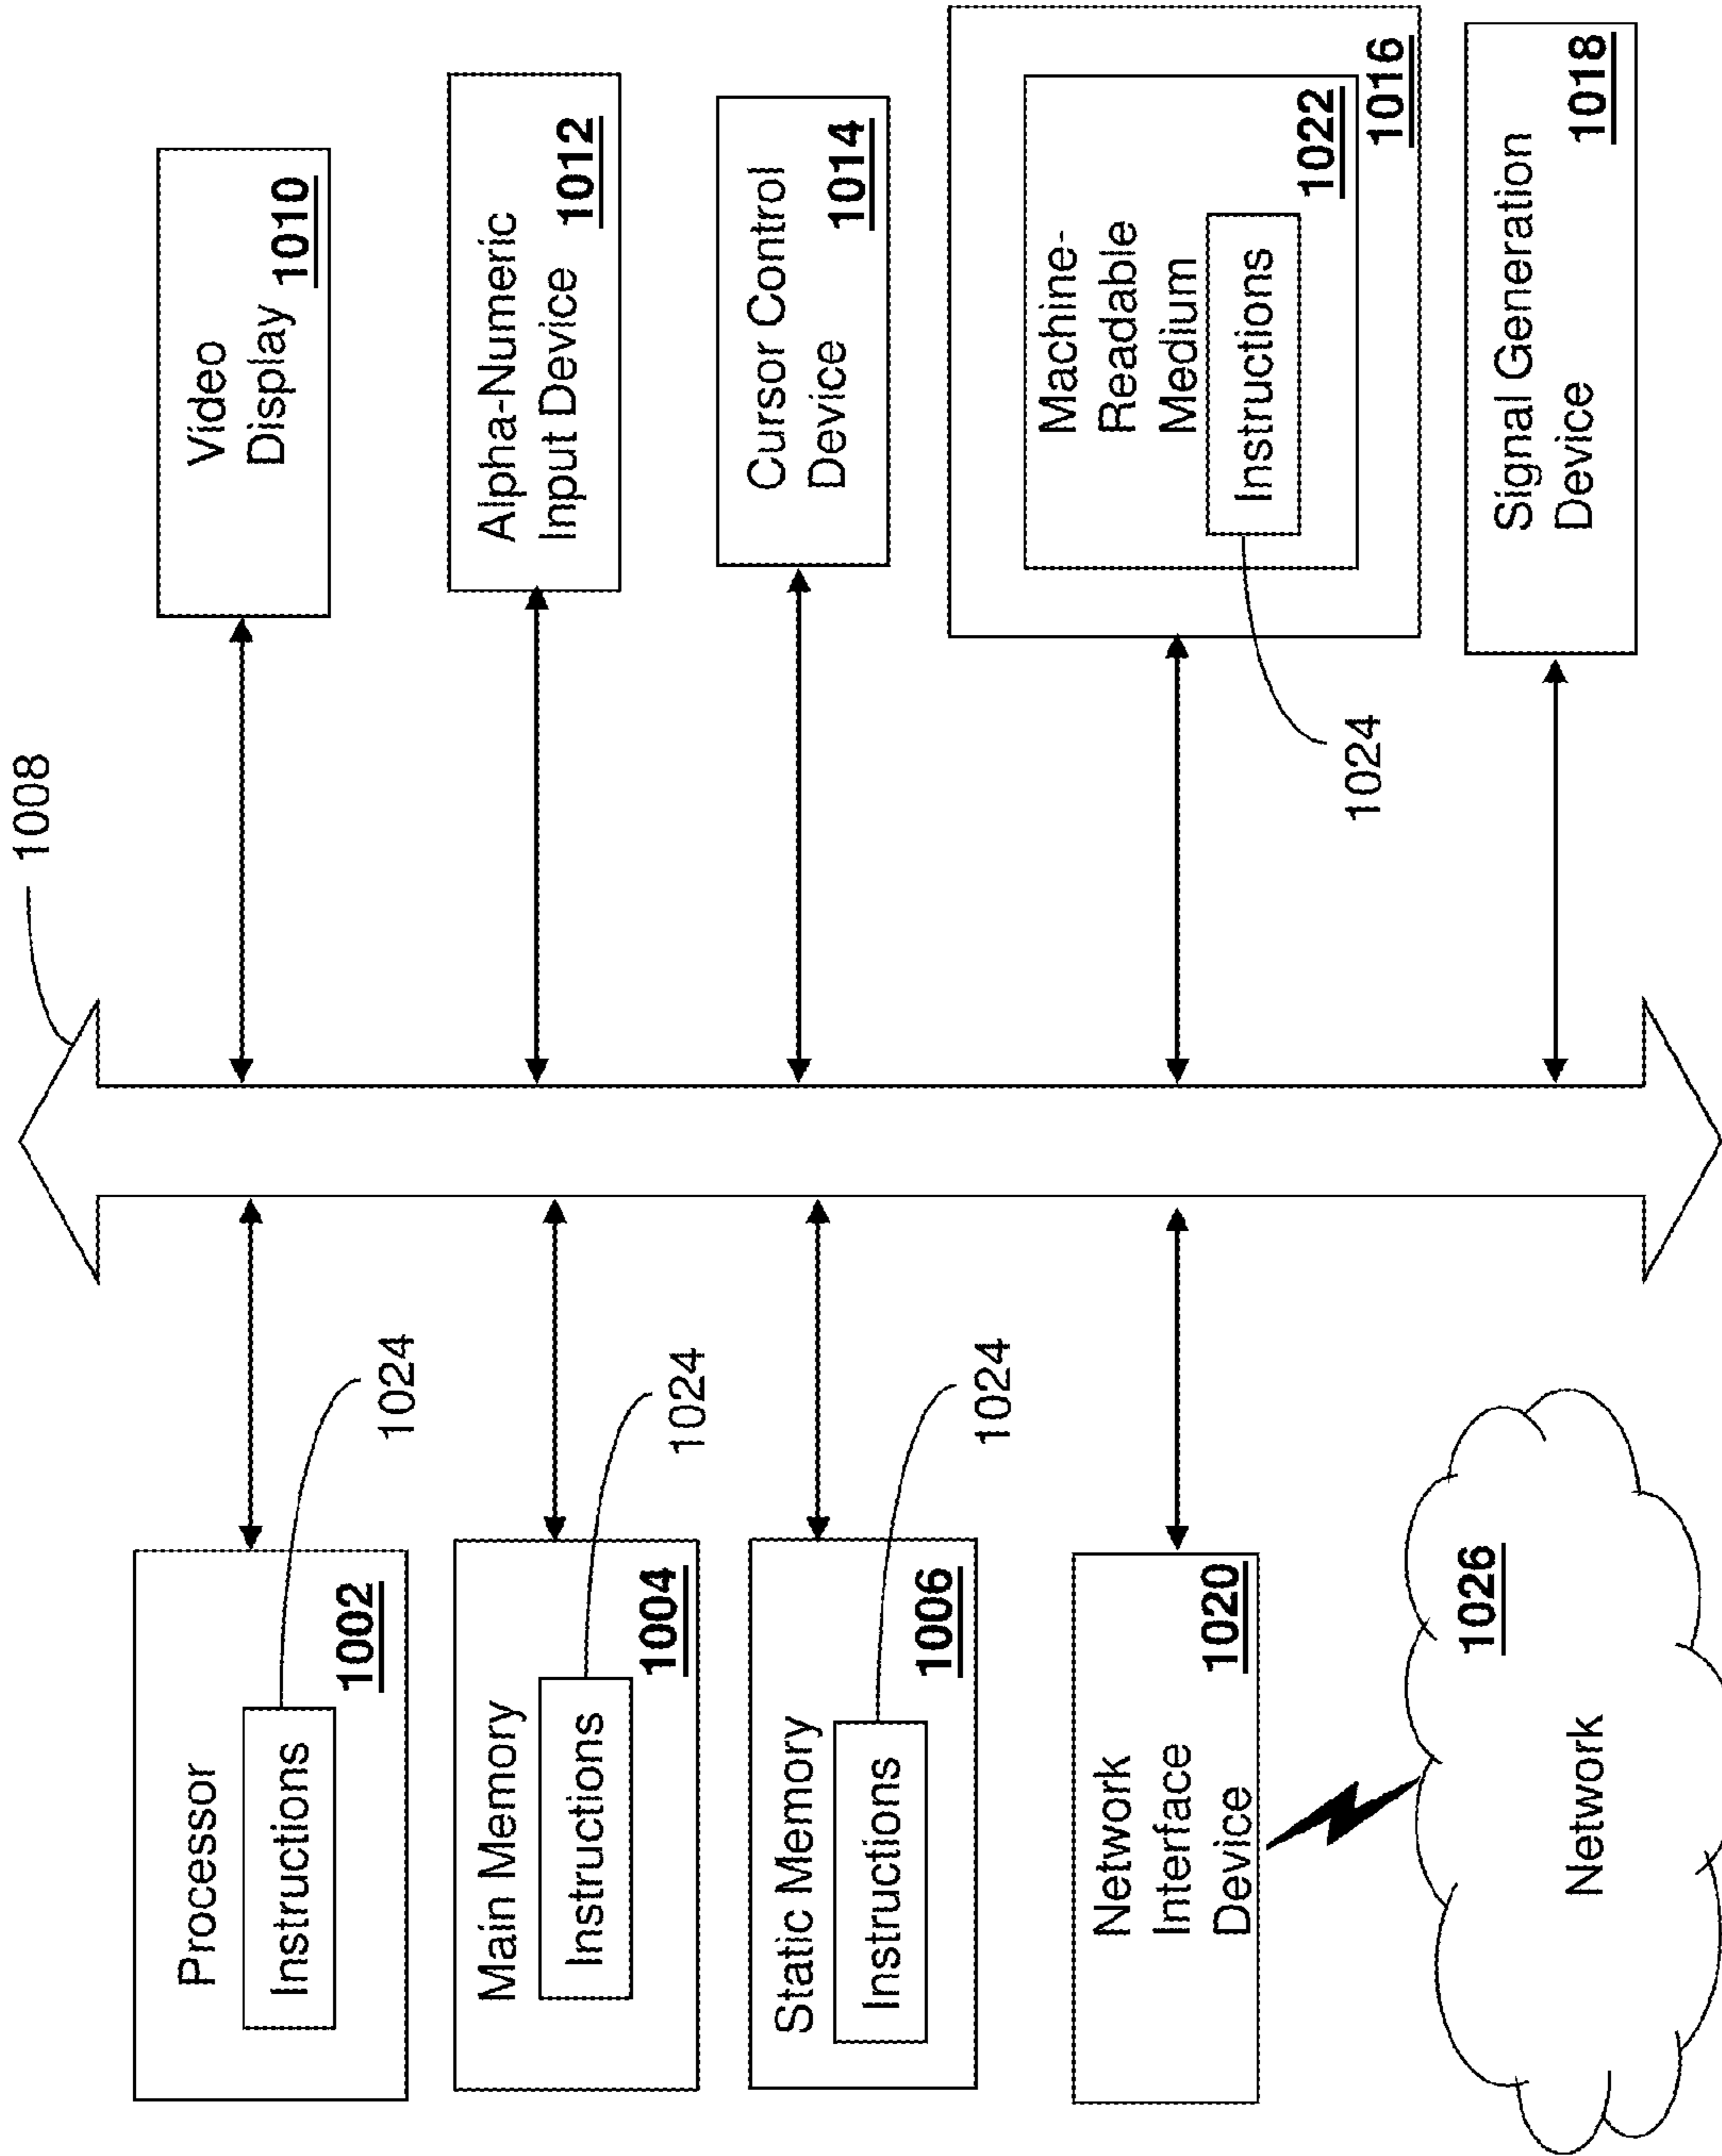 1008
Processor
Instructions
1002
1024
Main Memory
Instructions
1004
1024
Static Memory
Instructions
1006
1024
Network
Interface
Device
1020
Network
1026
Video
Display
1010
Alpha-Numeric
Input Device
1012
Cursor Control
Device
1014
Machine-
Readable
Medium
Instructions
1022
1016
1024
Signal Generation
Device
1018